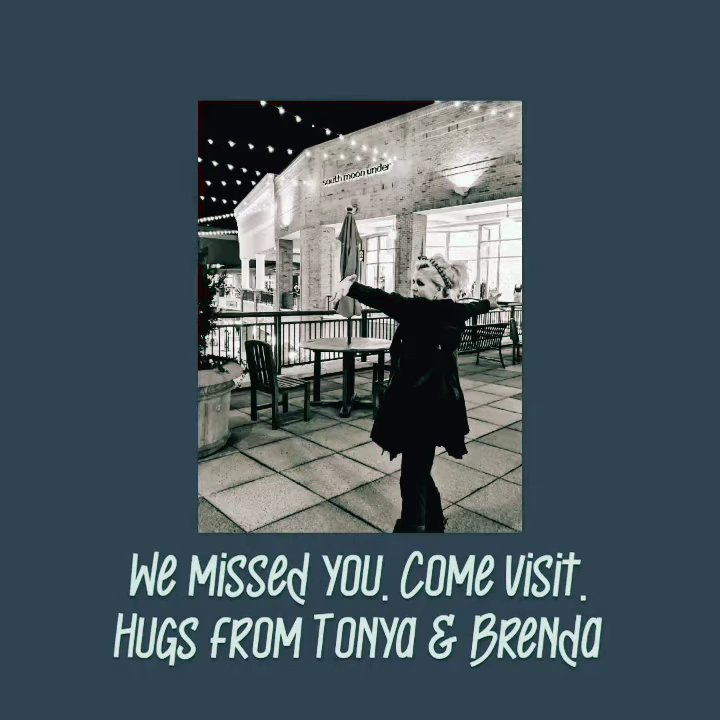 south moon under
We Missed you. Come visit.
Hugs from Tonya & Brenda